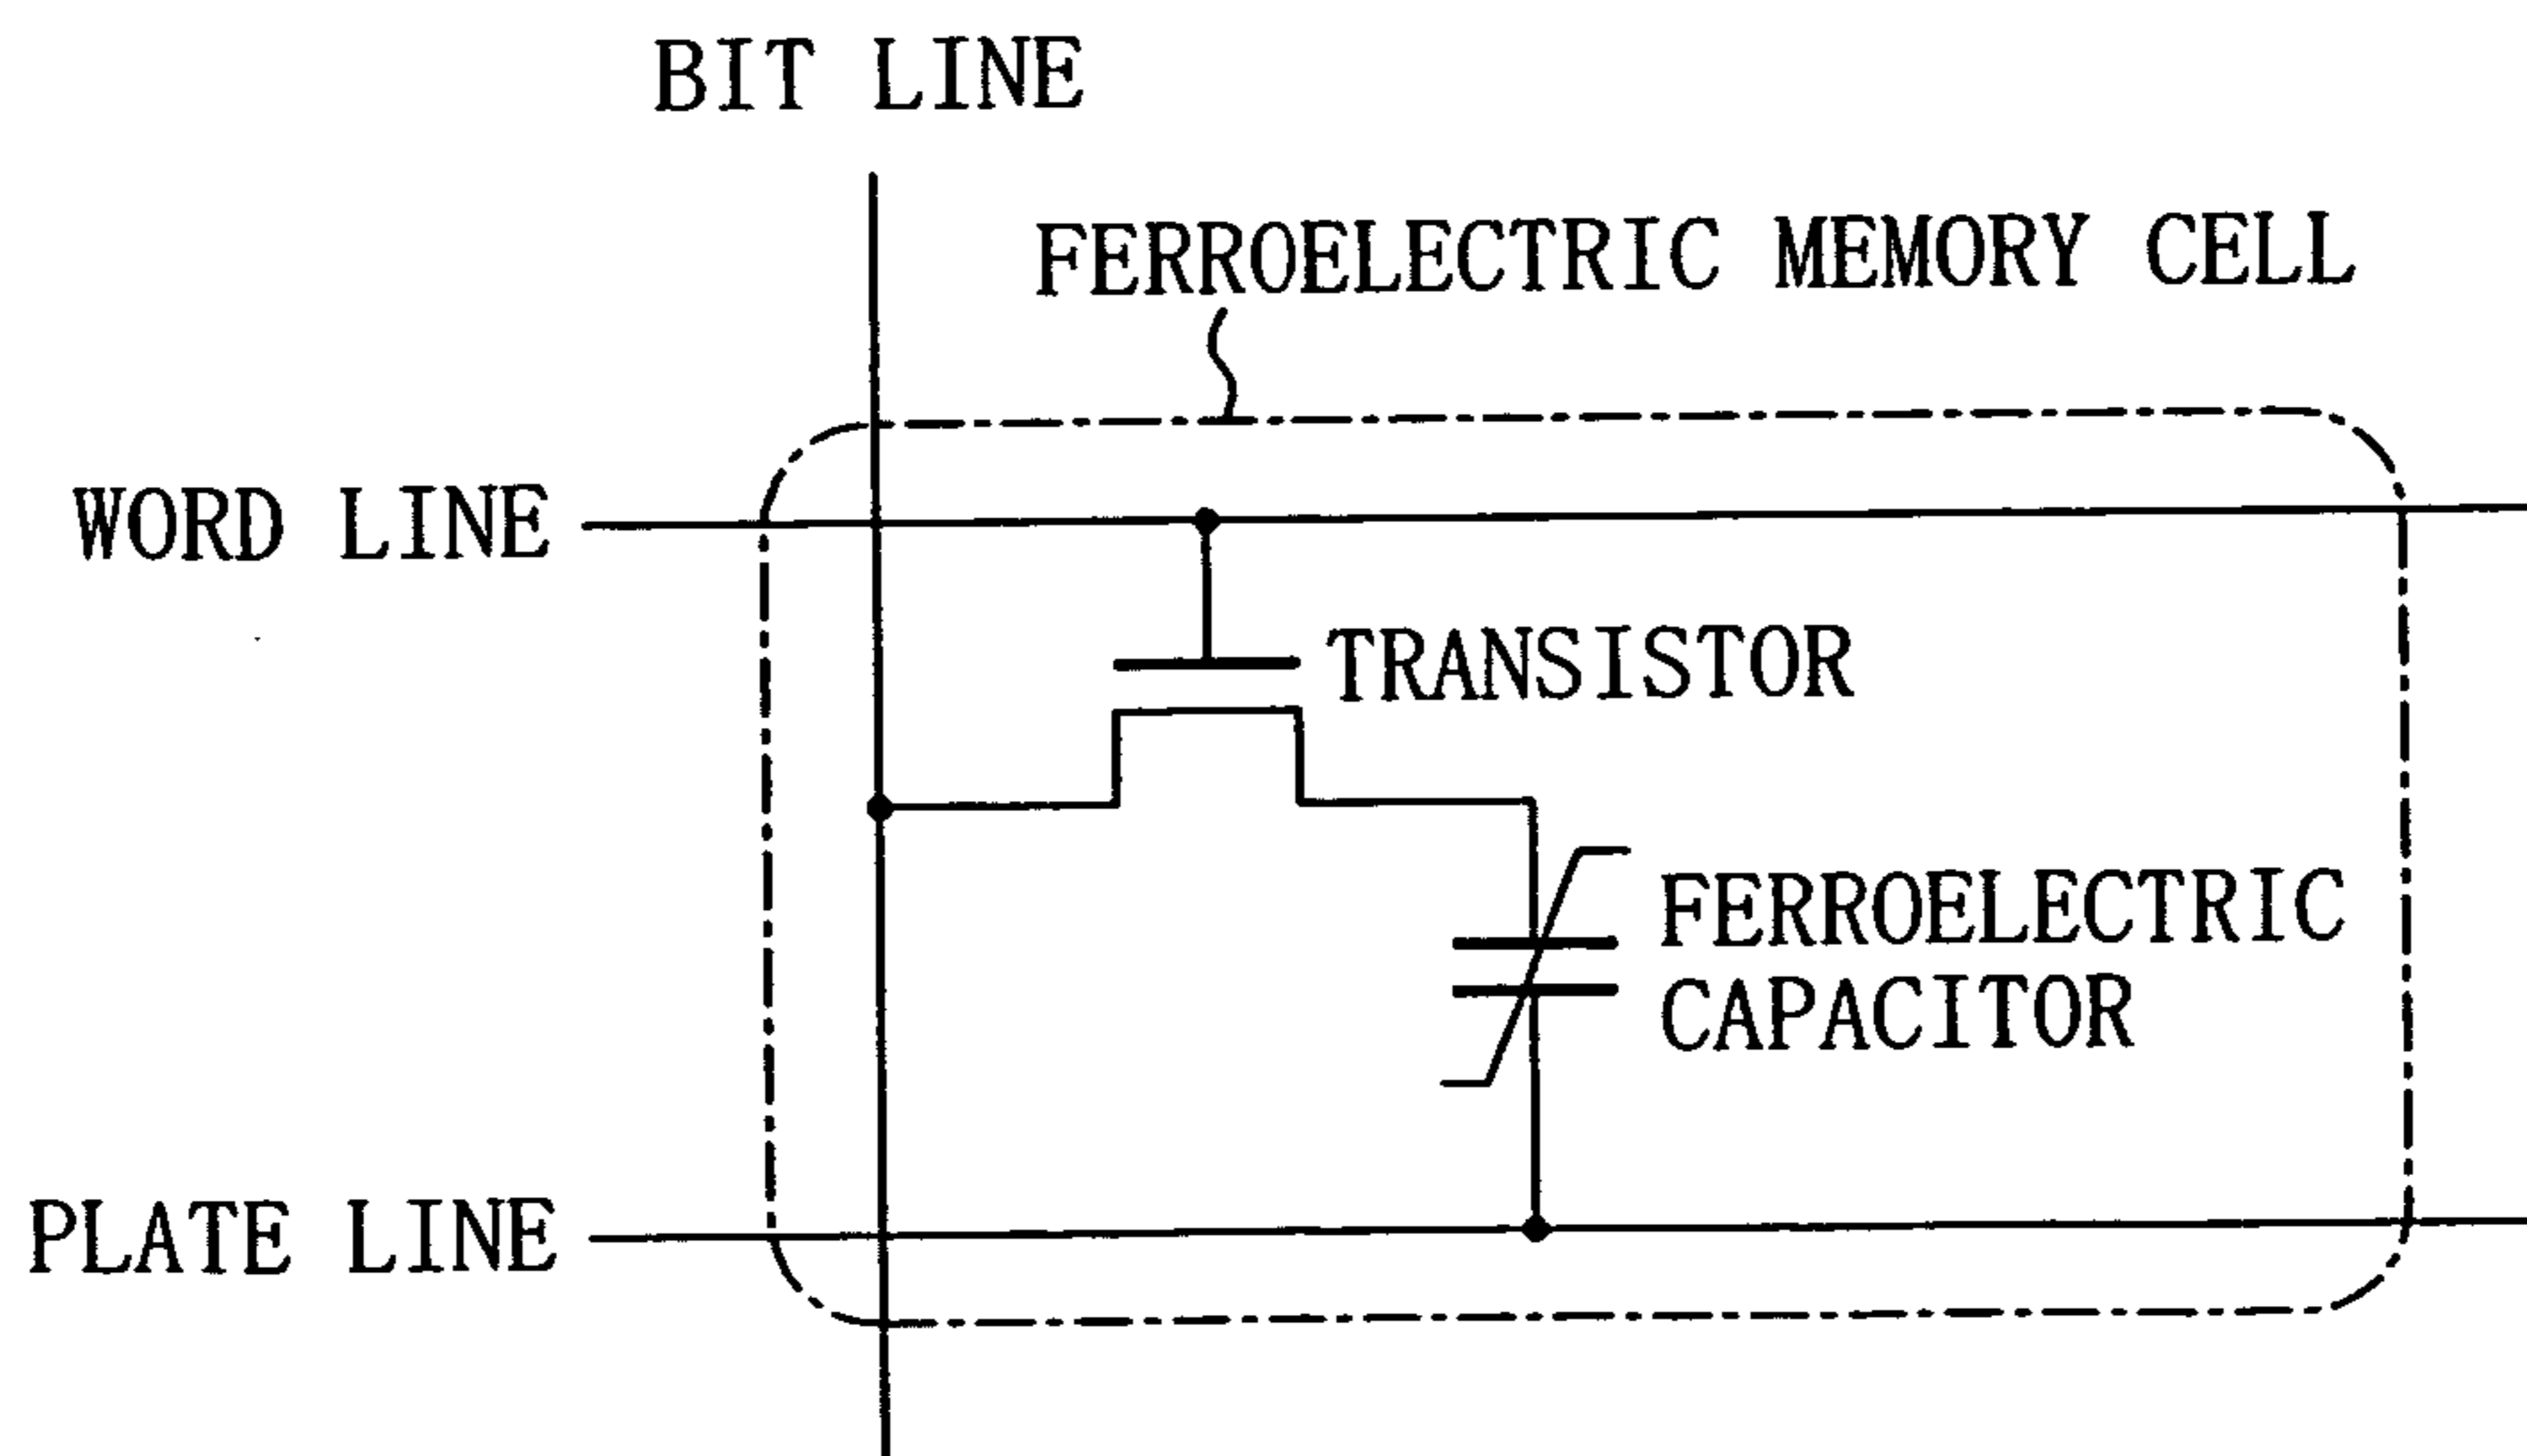 BIT LINE
FERROELECTRIC MEMORY CELL
WORD LINE
TRANSISTOR
FERROELECTRIC
CAPACITOR
PLATE LINE